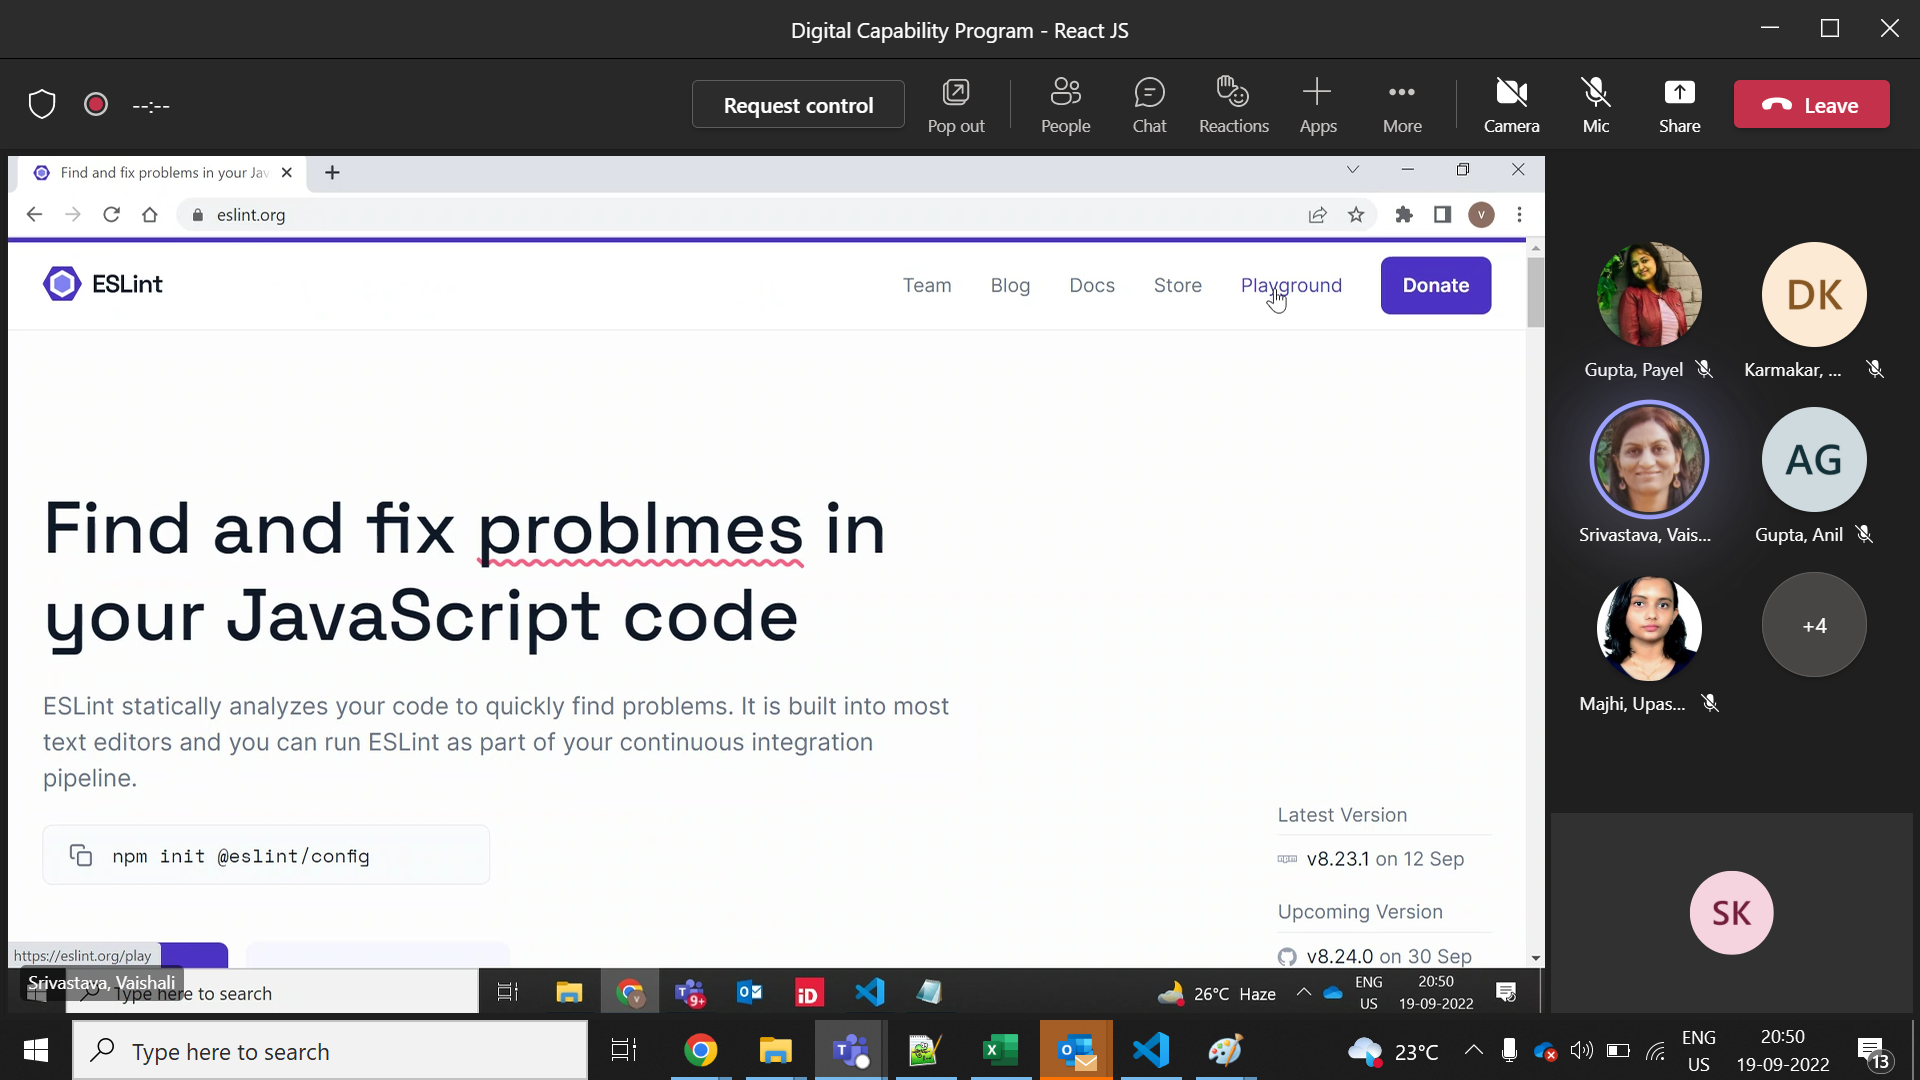 Digital Capability Program - React JS
--:--
Request control
Pop out
People
Chat
Reactions
Apps
More
Camera
Mic
Share
Leave
Find and fix problems in your Jav
eslint.org
V
ESLint
Team
Blog
Docs
Store
Playground
Donate
Find and fix problmes in
your JavaScript code
ESLint statically analyzes your code to quickly find problems. It is built into most
text editors and you can run ESLint as part of your continuous integration
pipeline.
npm init @eslint/config
Latest Version
v8.23.1 on 12 Sep
Upcoming Version
v8.24.0 on 30 Sep
https://eslint.org/play
Srivastava, Vaishali
Type here to search
9+
iD
26°C Haze
ENG
US
20:50
19-09-2022
Gupta, Payel
DK
Karmakar, ...
Srivastava, Vais...
AG
Gupta, Anil
Majhi, Upas...
+4
SK
Type here to search
23°C
ENG
US
20:50
19-09-2022
13